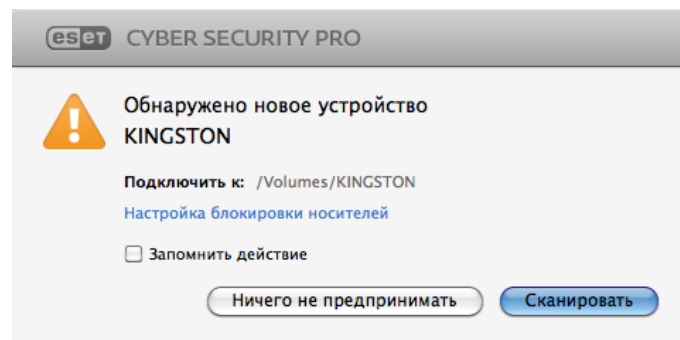 eset CYBER SECURITY PRO
Обнаружено новое устройство
KINGSTON
Подключить к: /Volumes/KINGSTON
Настройка блокировки носителей
Запомнить действие
Ничего не предпринимать Сканировать